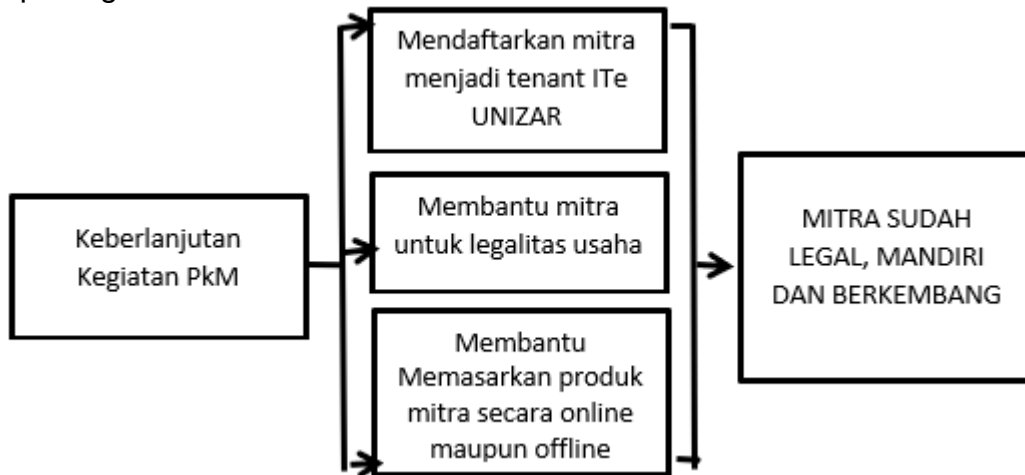 Keberlanjutan
Kegiatan PkM
Mendaftarkan mitra
menjadi tenant ITe
UNIZAR
Membantu mitra
untuk legalitas usaha
Membantu
Memasarkan produk
mitra secara online
maupun offline
MITRA SUDAH
LEGAL, MANDIRI
DAN BERKEMBANG